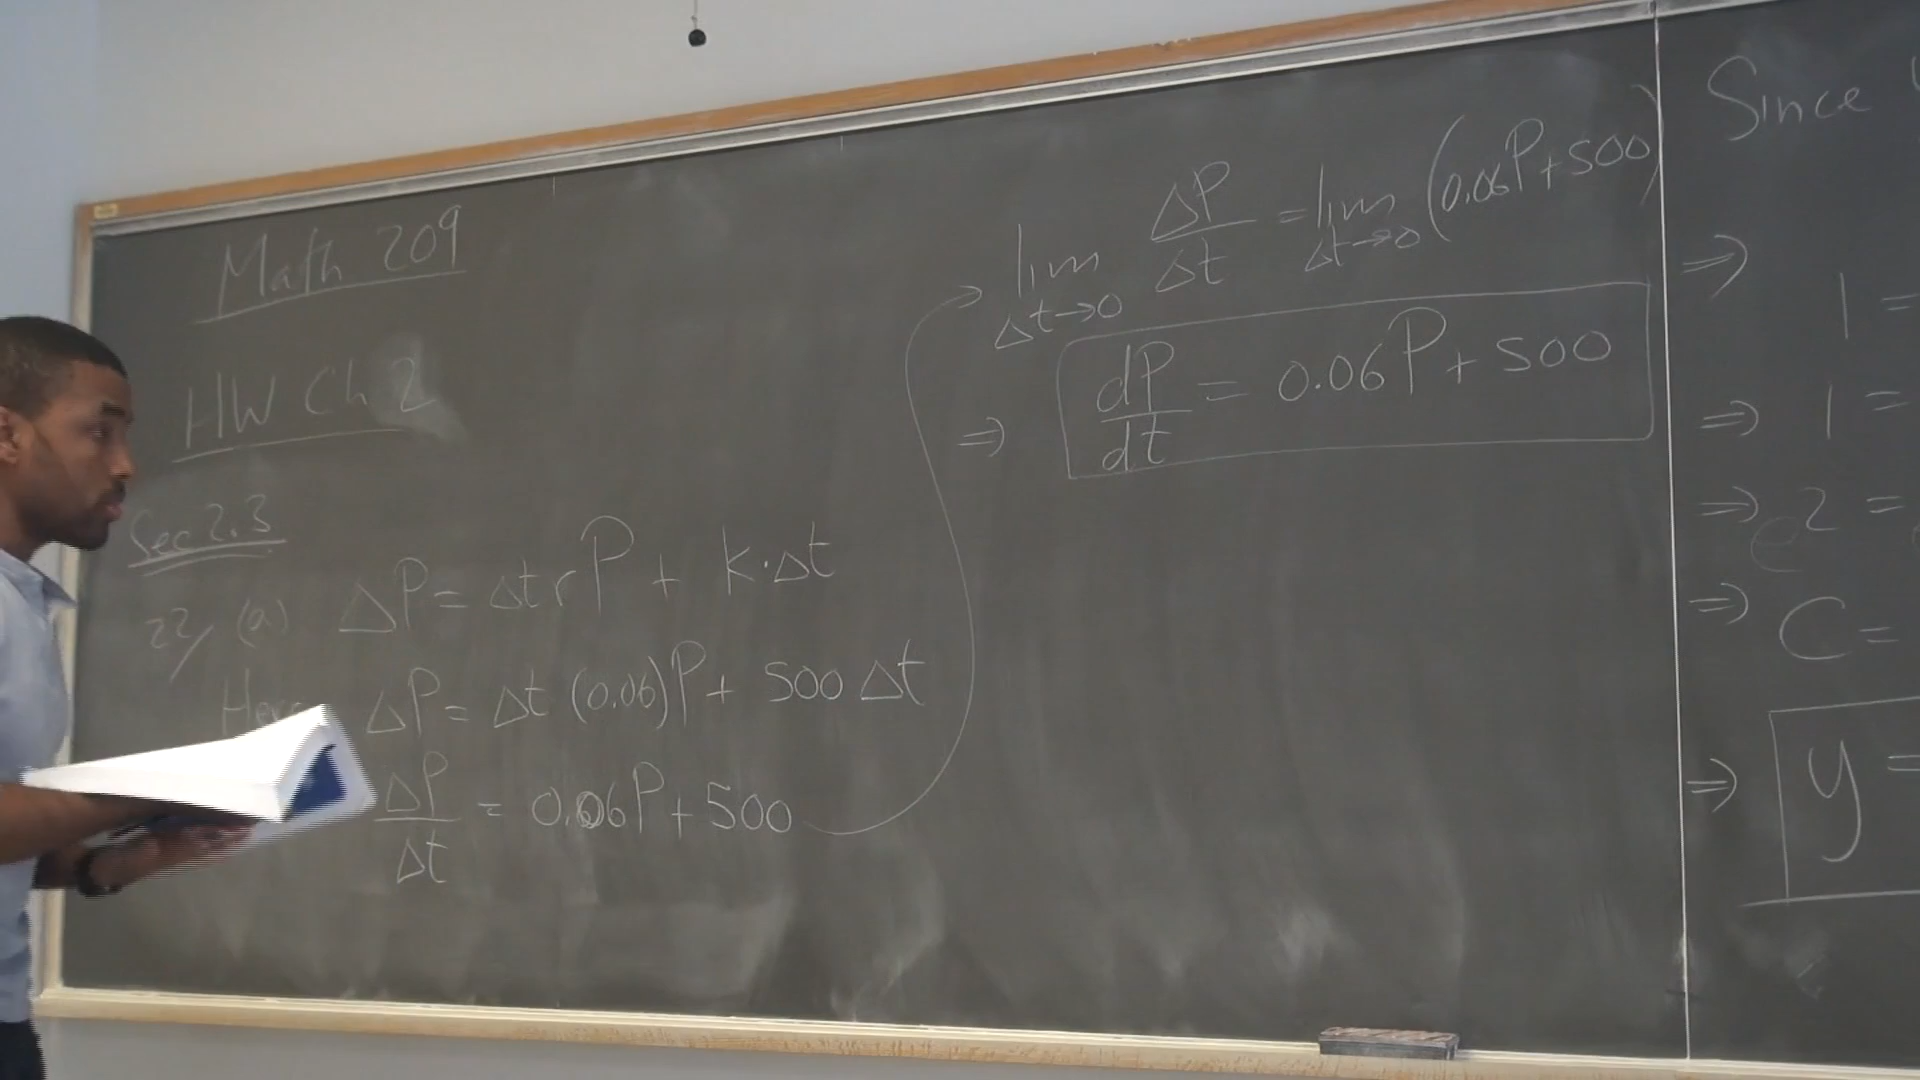 Math 209
HW Ch 2
Sec 2.3
22/ (a) ΔP = Δt r P + k·Δt
ΔP = Δt (0.06)P + 500 Δt
ΔP/Δt = 0.06P + 500
lim Δt→0 ΔP/Δt = lim Δt→0 (0.06P + 500)
⇒ dP/dt = 0.06P + 500
Since
⇒
1 =
⇒ 1 =
⇒ 2 =
⇒ C =
⇒ y =